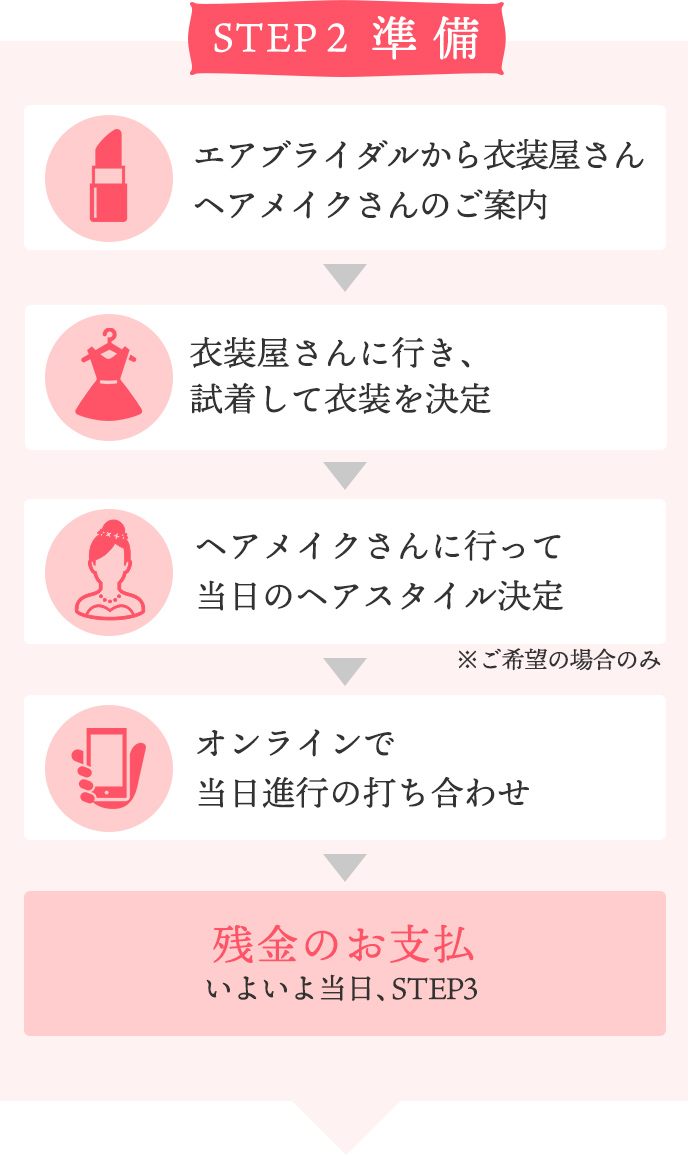 STEP 2 準備
エアブライダルから衣装屋さん
ヘアメイクさんのご案内
衣装屋さんに行き、
試着して衣装を決定
ヘアメイクさんに行って
当日のヘアスタイル決定
※ご希望の場合のみ
オンラインで
当日進行の打ち合わせ
残金のお支払
いよいよ当日、STEP3